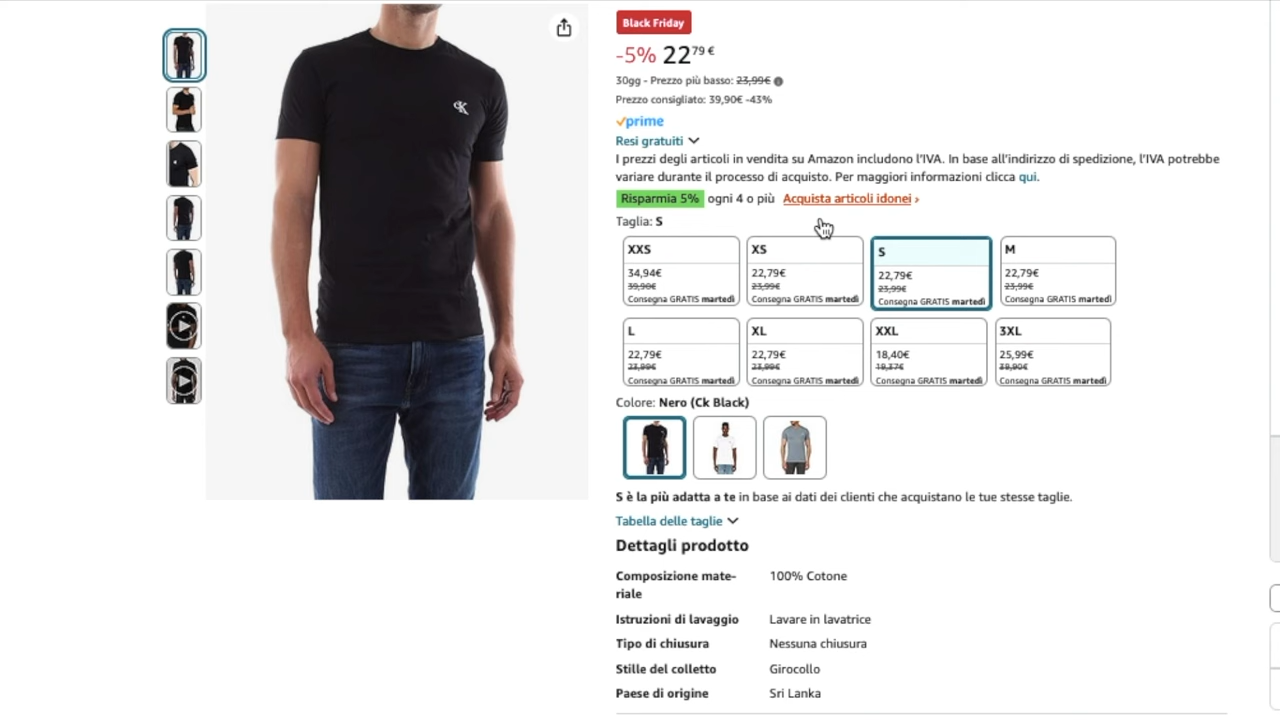 Black Friday
-5% 22 79 €
30gg - Prezzo più basso: 23,99€
Prezzo consigliato: 39,90€ -43%
prime
Resi gratuiti
I prezzi degli articoli in vendita su Amazon includono l'IVA. In base all'indirizzo di spedizione, l'IVA potrebbe
variare durante il processo di acquisto. Per maggiori informazioni clicca qui.
Risparmia 5% ogni 4 o più Acquista articoli idonei ›
Taglia: S
XXS XS S M
34,94€ 22,79€ 22,79€ 22,79€
39,90€ 23,99€ 23,99€ 23,99€
Consegna GRATIS martedì Consegna GRATIS martedì Consegna GRATIS martedì Consegna GRATIS martedì
L XL XXL 3XL
22,79€ 22,79€ 18,40€ 25,99€
23,99€ 23,99€ 19,37€ 39,90€
Consegna GRATIS martedì Consegna GRATIS martedì Consegna GRATIS martedì Consegna GRATIS martedì
Colore: Nero (Ck Black)
S è la più adatta a te in base ai dati dei clienti che acquistano le tue stesse taglie.
Tabella delle taglie
Dettagli prodotto
Composizione mate- 100% Cotone
riale
Istruzioni di lavaggio Lavare in lavatrice
Tipo di chiusura Nessuna chiusura
Stille del colletto Girocollo
Paese di origine Sri Lanka